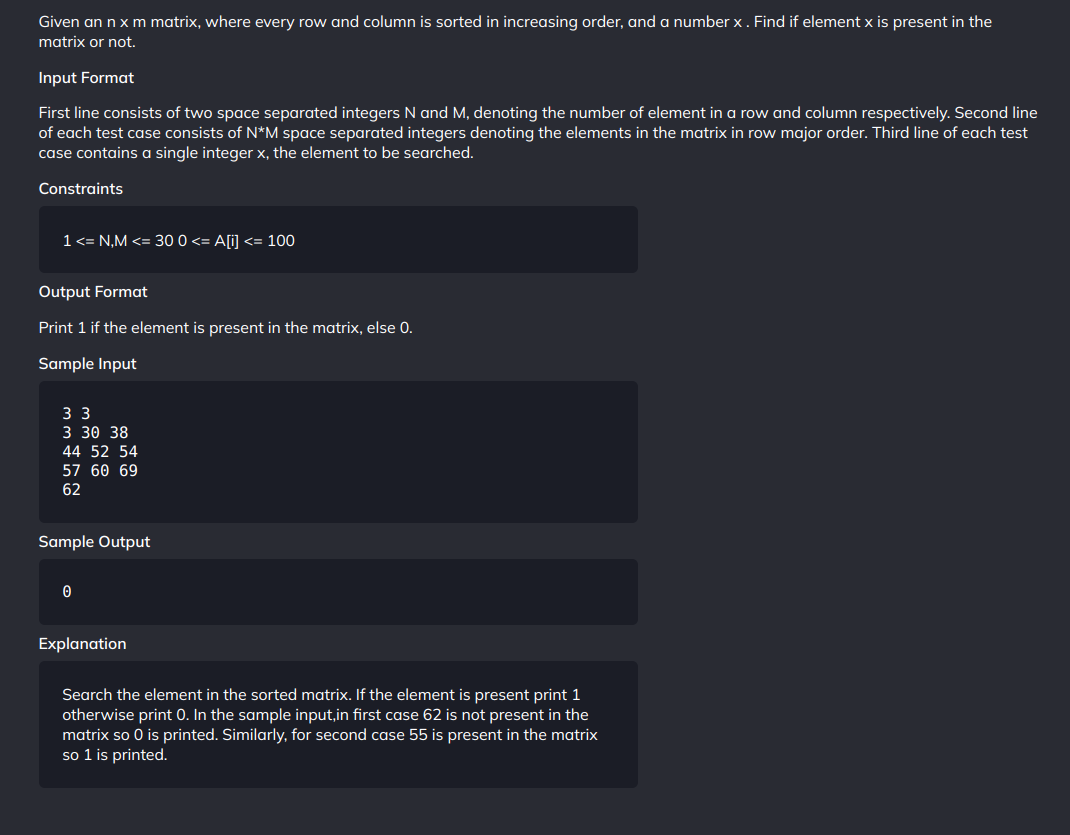 Given an n x m matrix, where every row and column is sorted in increasing order, and a number x . Find if element x is present in the
matrix or not.
Input Format
First line consists of two space separated integers N and M, denoting the number of element in a row and column respectively. Second line
of each test case consists of N*M space separated integers denoting the elements in the matrix in row major order. Third line of each test
case contains a single integer x, the element to be searched.
Constraints
1 <= N,M <= 30 0 <= A[i] <= 100
Output Format
Print 1 if the element is present in the matrix, else 0.
Sample Input
3 3
3 30 38
44 52 54
57 60 69
62
Sample Output
0
Explanation
Search the element in the sorted matrix. If the element is present print 1
otherwise print 0. In the sample input,in first case 62 is not present in the
matrix so 0 is printed. Similarly, for second case 55 is present in the matrix
so 1 is printed.